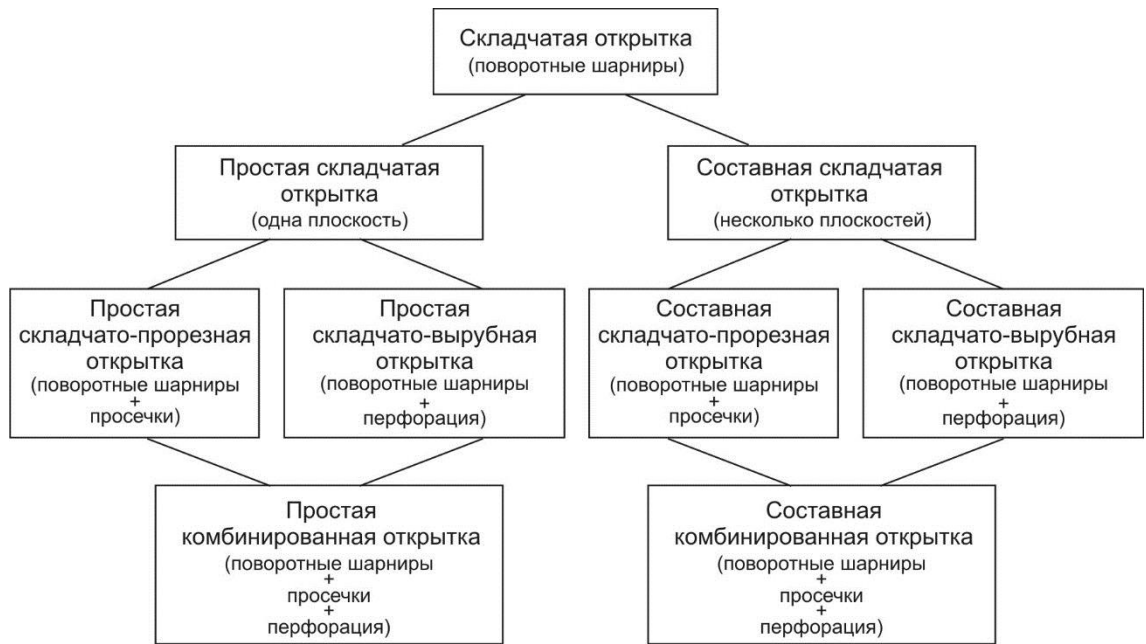 Складчатая открытка
(поворотные шарниры)
Простая складчатая
открытка
(одна плоскость)
Составная складчатая
открытка
(несколько плоскостей)
Простая
складчато-прорезная
открытка
(поворотные шарниры
+
просечки)
Простая
складчато-вырубная
открытка
(поворотные шарниры
+
перфорация)
Составная
складчато-прорезная
открытка
(поворотные шарниры
+
просечки)
Составная
складчато-вырубная
открытка
(поворотные шарниры
+
перфорация)
Простая
комбинированная открытка
(поворотные шарниры
+
просечки
+
перфорация)
Составная
комбинированная открытка
(поворотные шарниры
+
просечки
+
перфорация)